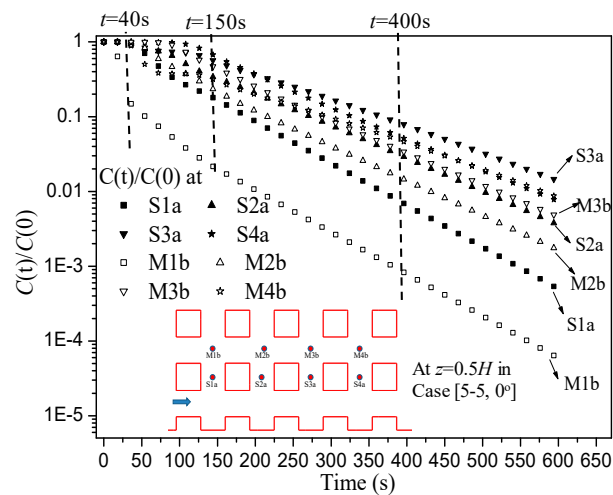 t=40s
t=150s
t=400s
1
0.1
0.01
1E-3
1E-4
1E-5
C(t)/C(0)
C(t)/C(0) at
S1a S2a
S3a S4a
M1b M2b
M3b M4b
S3a
M3b
S2a
M2b
S1a
M1b
M1b M2b M3b M4b
S1a S2a S3a S4a
At z=0.5H in
Case [5-5, 0°]
0 50 100 150 200 250 300 350 400 450 500 550 600 650
Time (s)